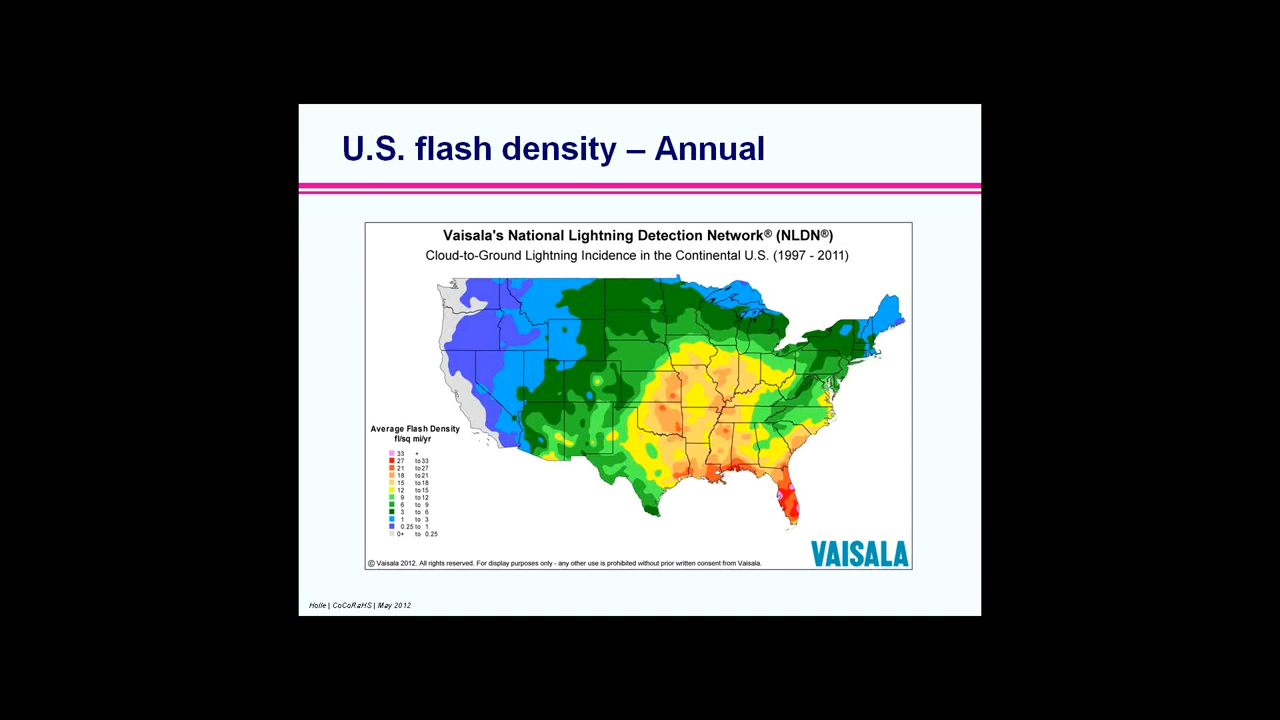 U.S. flash density – Annual
Vaisala's National Lightning Detection Network® (NLDN®)
Cloud-to-Ground Lightning Incidence in the Continental U.S. (1997 - 2011)
Average Flash Density
fl/sq mi/yr
33 +
27 to 33
21 to 27
18 to 21
15 to 18
12 to 15
9 to 12
6 to 9
3 to 6
1 to 3
0.25 to 1
0+ to 0.25
VAISALA
© Vaisala 2012. All rights reserved. For display purposes only - any other use is prohibited without prior written consent from Vaisala.
Holle | CoCoRaHS | May 2012